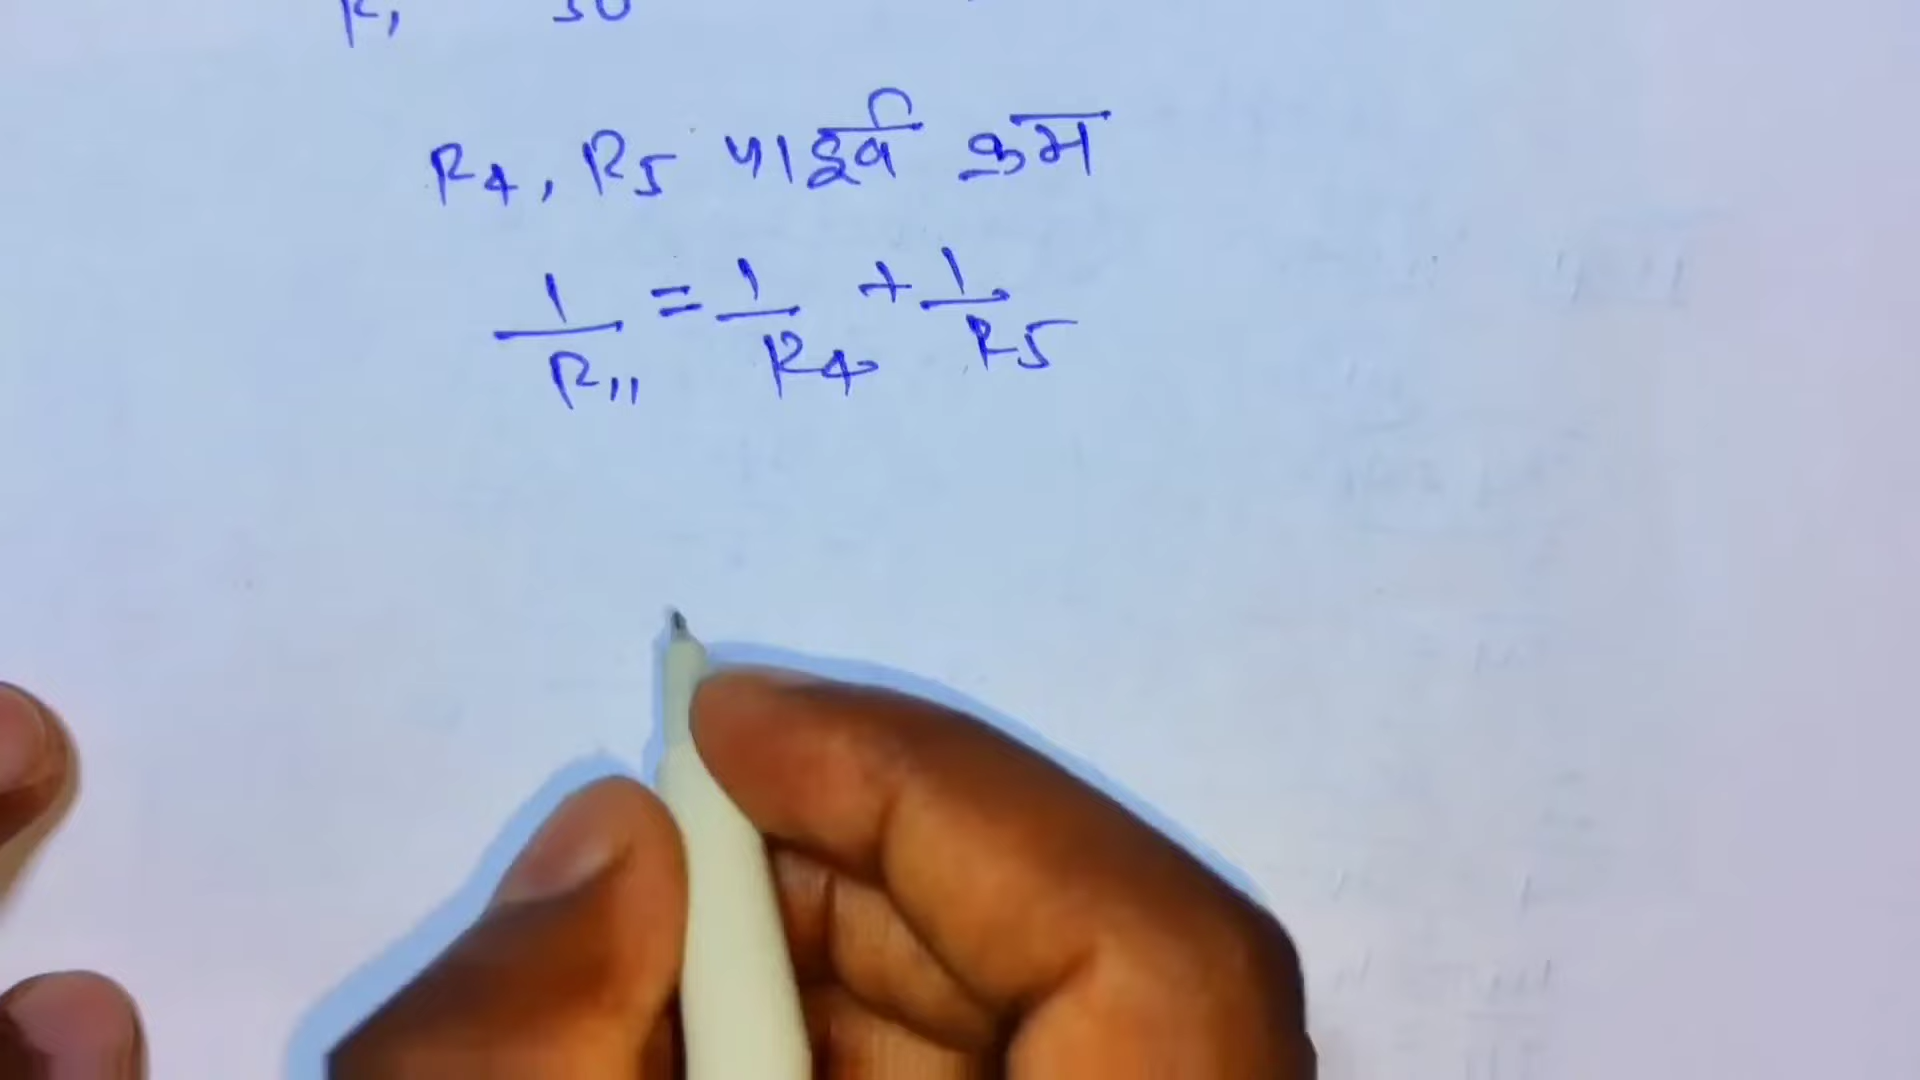 R₄, R₅ पार्श्व क्रम
1/R₁₁ = 1/R₄ + 1/R₅